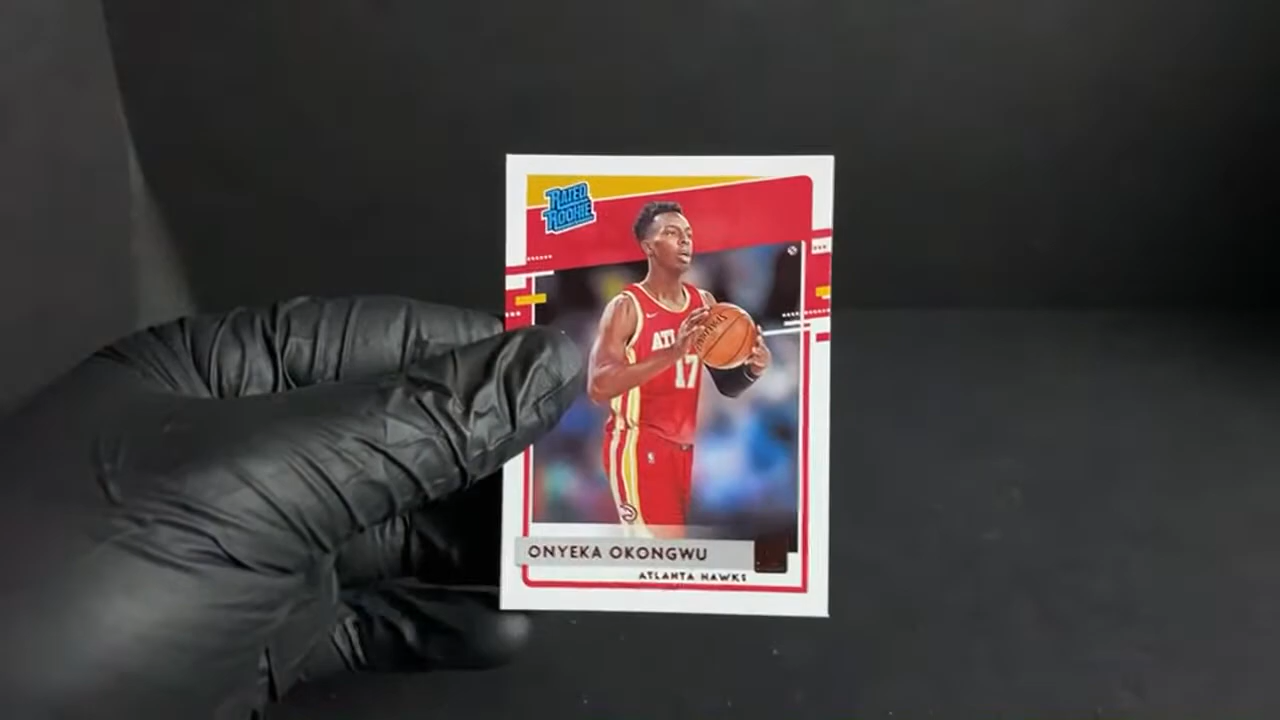 RATED
ROOKIE
ATL
17
ONYEKA OKONGWU
ATLANTA HAWKS